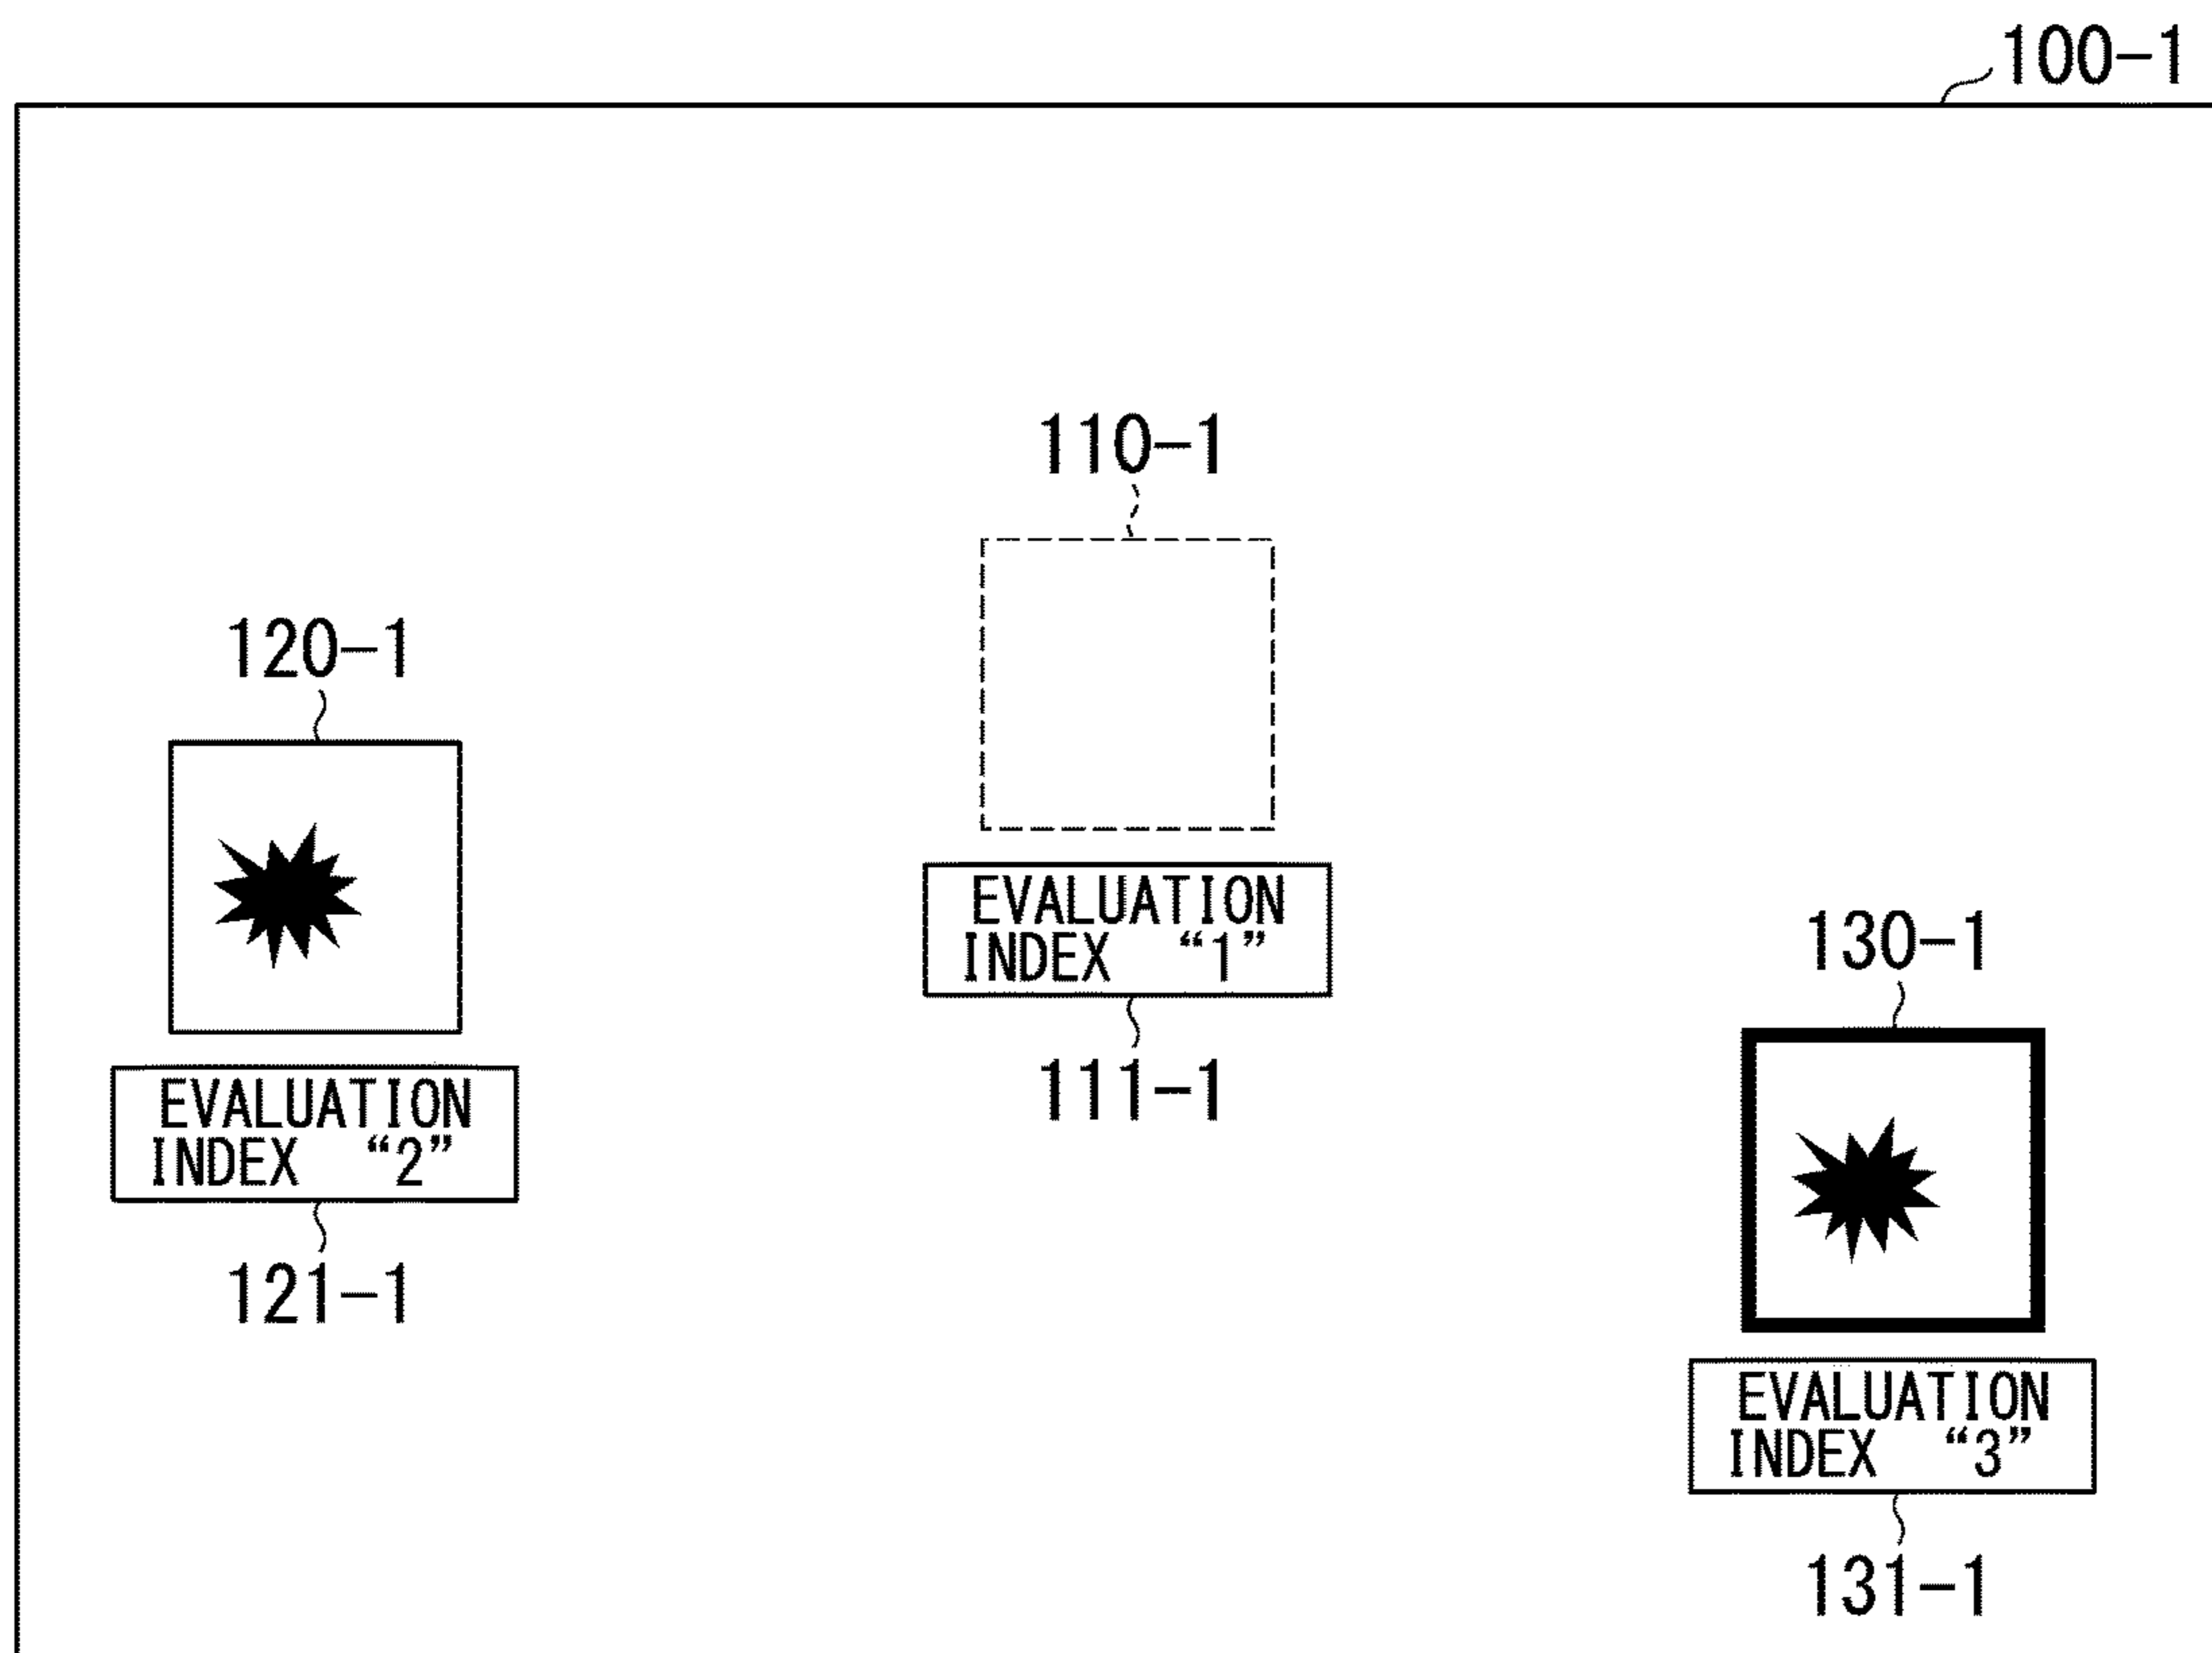 100-1
110-1
120-1
EVALUATION
INDEX “1”
111-1
130-1
EVALUATION
INDEX “2”
121-1
EVALUATION
INDEX “3”
131-1